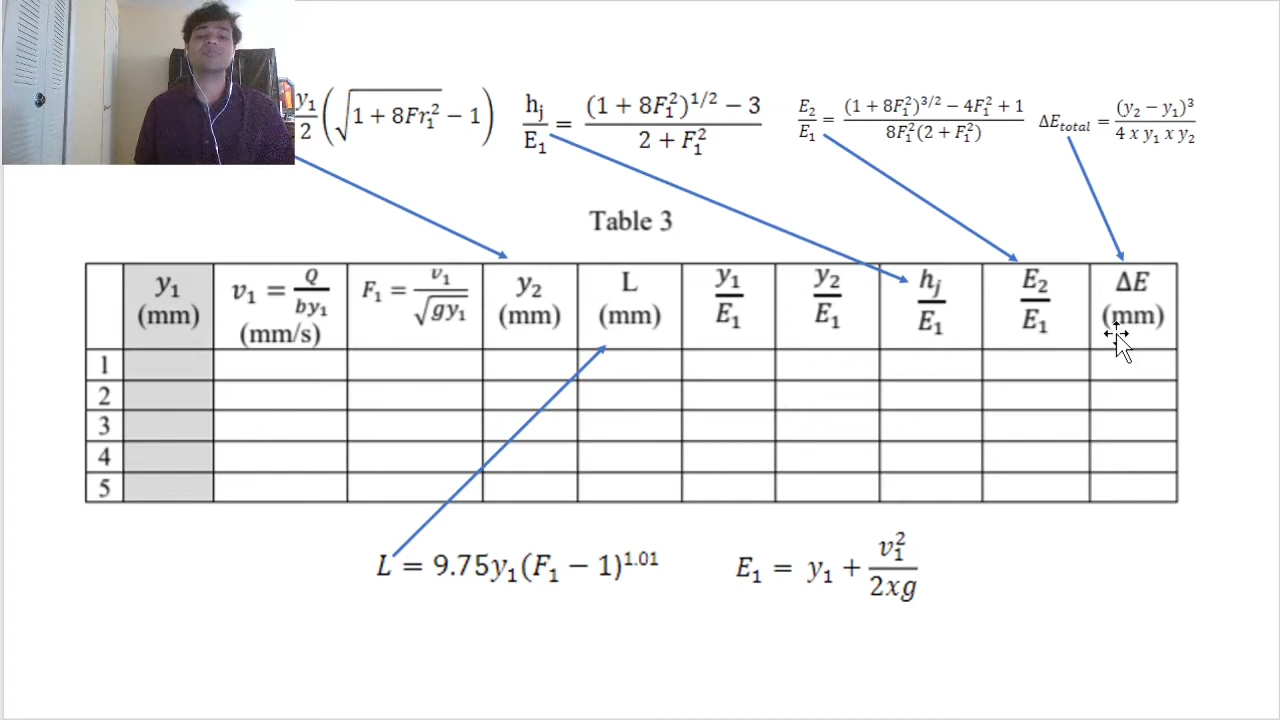 y₁/2 (√(1 + 8Fr₁²) − 1)
hⱼ/E₁ = ((1 + 8F₁²)^1/2 − 3)/(2 + F₁²)
E₂/E₁ = ((1 + 8F₁²)^3/2 − 4F₁² + 1)/(8F₁²(2 + F₁²))
ΔE_total = (y₂ − y₁)³/(4 x y₁ x y₂)
Table 3
y₁ (mm)
v₁ = Q/by₁ (mm/s)
F₁ = v₁/√(gy₁)
y₂ (mm)
L (mm)
y₁/E₁
y₂/E₁
hⱼ/E₁
E₂/E₁
ΔE (mm)
1
2
3
4
5
L = 9.75y₁(F₁ − 1)^1.01
E₁ = y₁ + v₁²/2xg